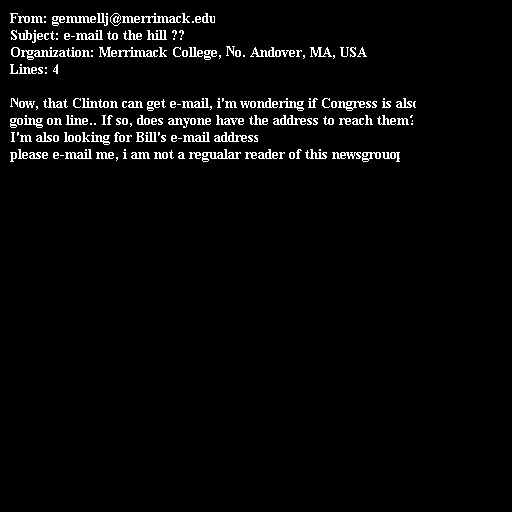 From: gemmellj@merrimack.edu
Subject: e-mail to the hill ??
Organization: Merrimack College, No. Andover, MA, USA
Lines: 4

Now, that Clinton can get e-mail, i'm wondering if Congress is also
going on line.. If so, does anyone have the address to reach them?
I'm also looking for Bill's e-mail address
please e-mail me, i am not a regualar reader of this newsgrouop